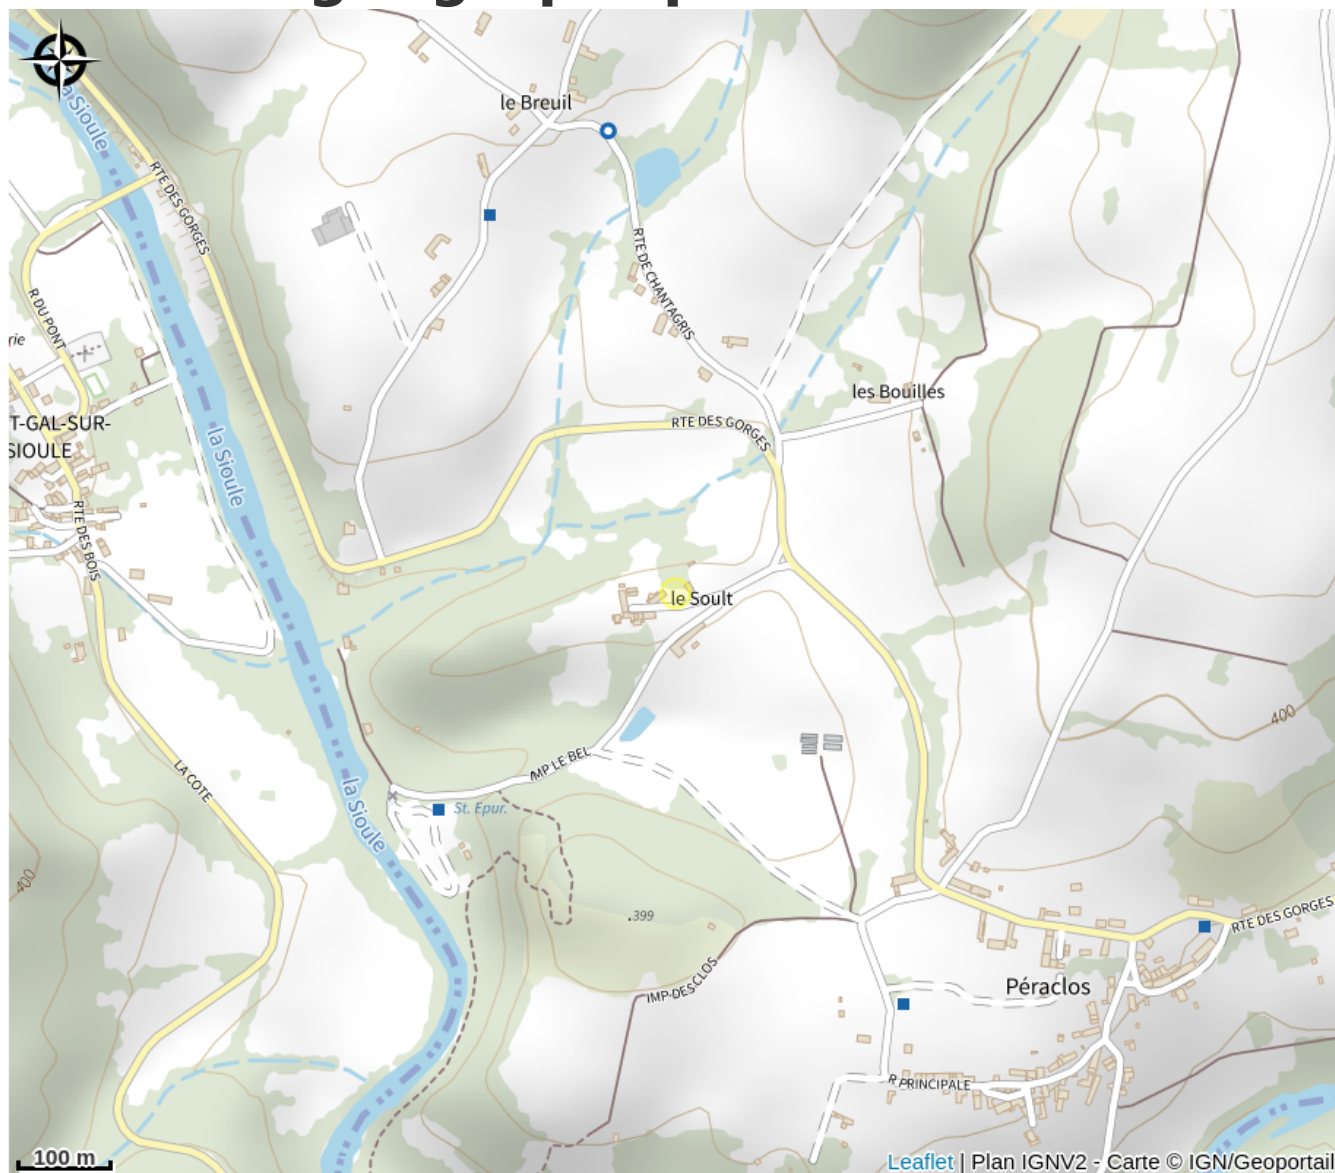 le Breuil
la Sioule
RTE DES GORGES
R DU PONT
rie
RTE DE CHANTAGRIS
les Bouilles
T-GAL-SUR-
SIOULE
RTE DES GORGES
la Sioule
RTE DES BOIS
le Soult
400
LA COTE
IMP LE BEL
la Sioule
St. Epur.
400
.399
RTE DES GORGES
IMP DES CLOS
Péraclos
R PRINCIPALE
100 m
Leaflet | Plan IGNV2 - Carte © IGN/Geoportail